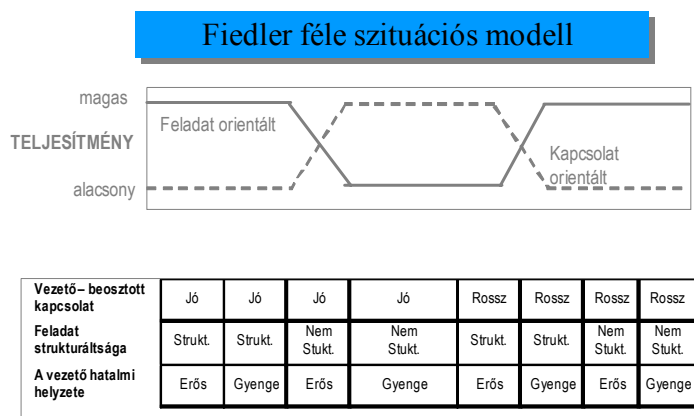 Fiedler féle szituációs modell
magas
Feladat orientált
TELJESÍTMÉNY
Kapcsolat
orientált
alacsony
Vezető – beosztott
kapcsolat
Jó Jó Jó Jó Rossz Rossz Rossz Rossz
Feladat
strukturáltsága
Strukt. Strukt. Nem Stukt. Nem Stukt. Strukt. Strukt. Nem Stukt. Nem Stukt.
A vezető hatalmi
helyzete
Erős Gyenge Erős Gyenge Erős Gyenge Erős Gyenge